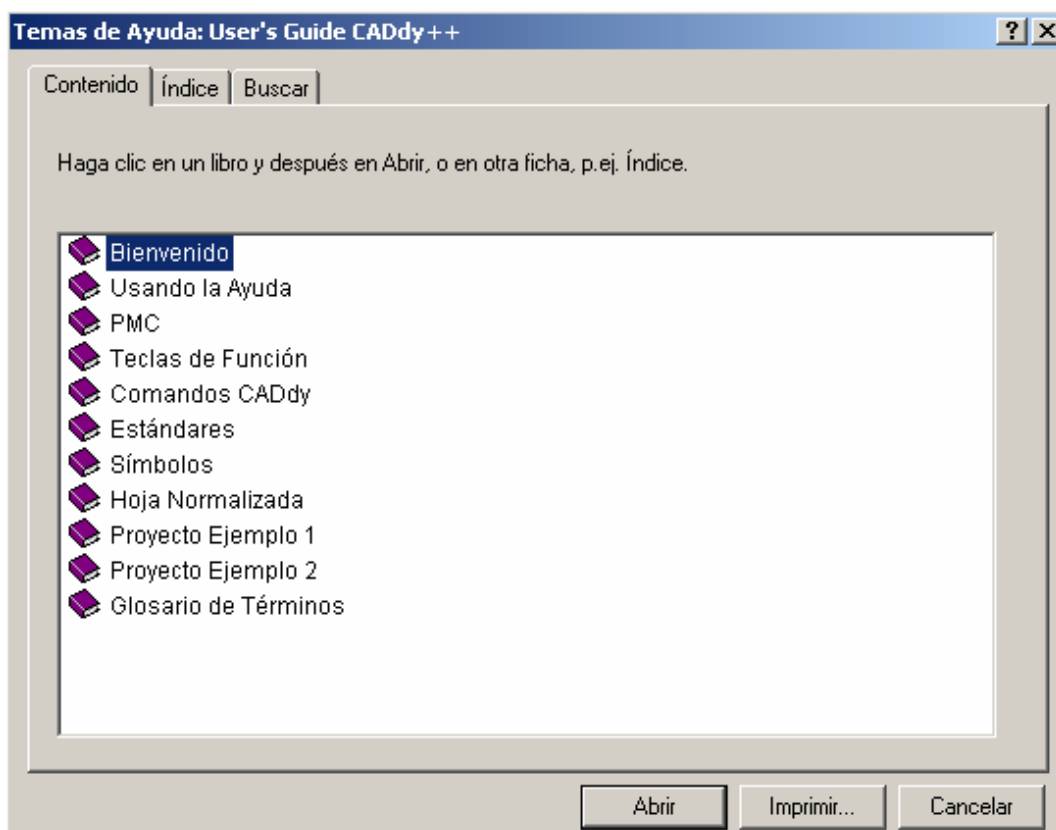 Temas de Ayuda: User's Guide CADdy++
Contenido Índice Buscar
Haga clic en un libro y después en Abrir, o en otra ficha, p.ej. Índice.
Bienvenido
Usando la Ayuda
PMC
Teclas de Función
Comandos CADdy
Estándares
Símbolos
Hoja Normalizada
Proyecto Ejemplo 1
Proyecto Ejemplo 2
Glosario de Términos
Abrir Imprimir... Cancelar